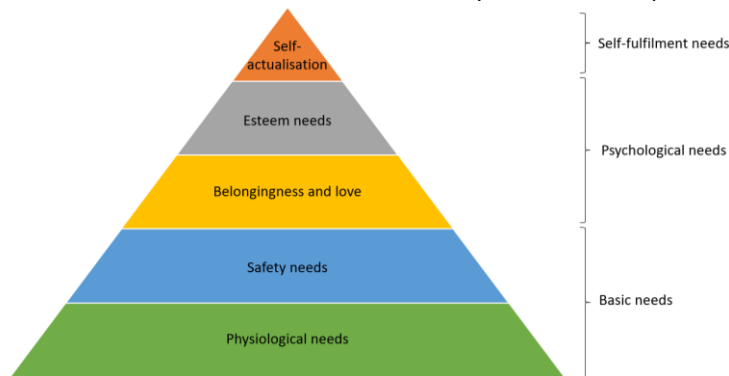 Self-
actualisation
Self-fulfilment needs
Esteem needs
Psychological needs
Belongingness and love
Safety needs
Basic needs
Physiological needs